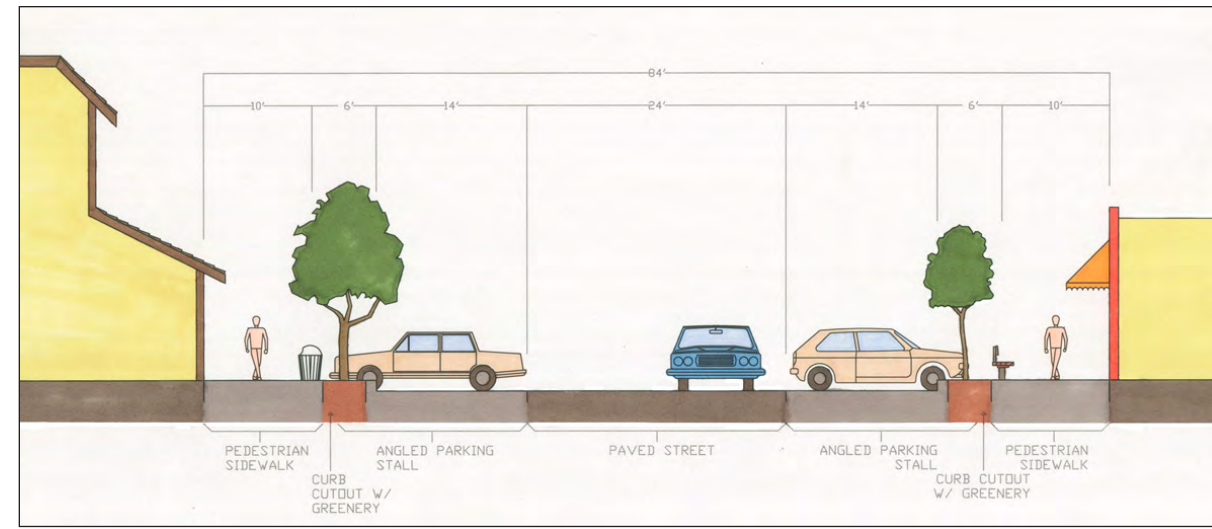 84'
10' 6' 14' 24' 14' 6' 10'
PEDESTRIAN
SIDEWALK
CURB
CUTOUT W/
GREENERY
ANGLED PARKING
STALL
PAVED STREET
ANGLED PARKING
STALL
CURB CUTOUT
W/ GREENERY
PEDESTRIAN
SIDEWALK